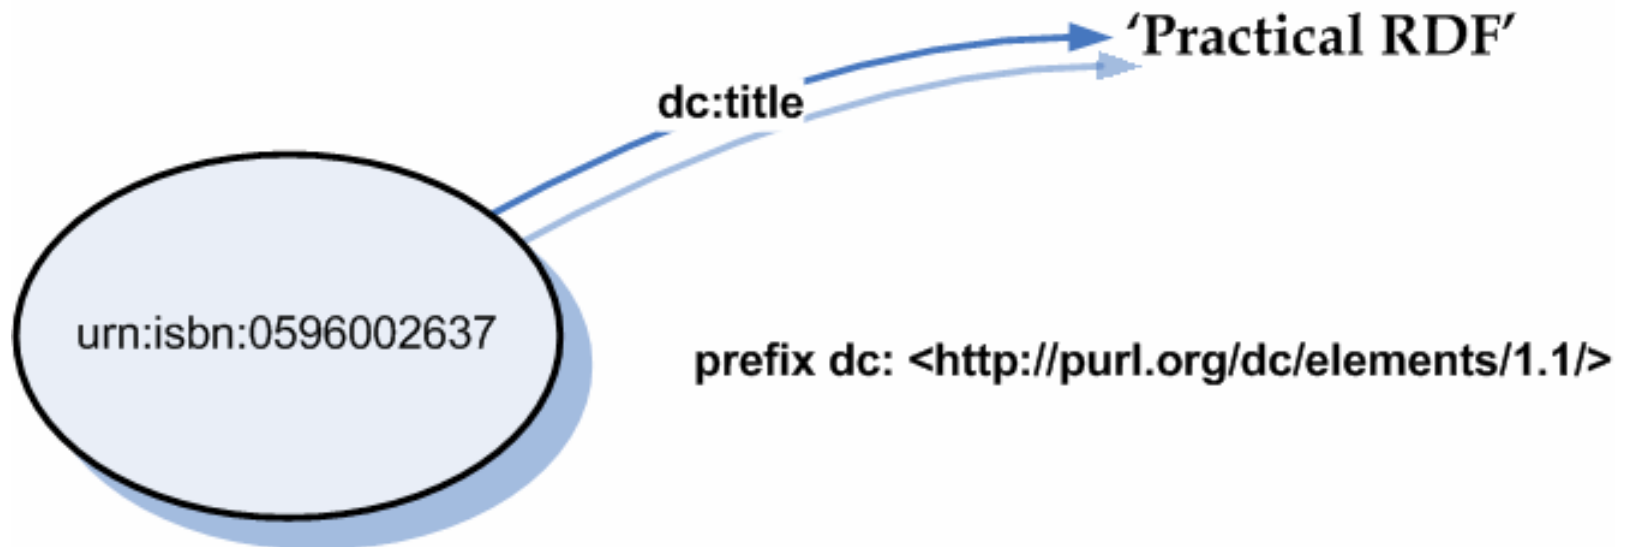 ‘Practical RDF’
dc:title
urn:isbn:0596002637
prefix dc: <http://purl.org/dc/elements/1.1/>